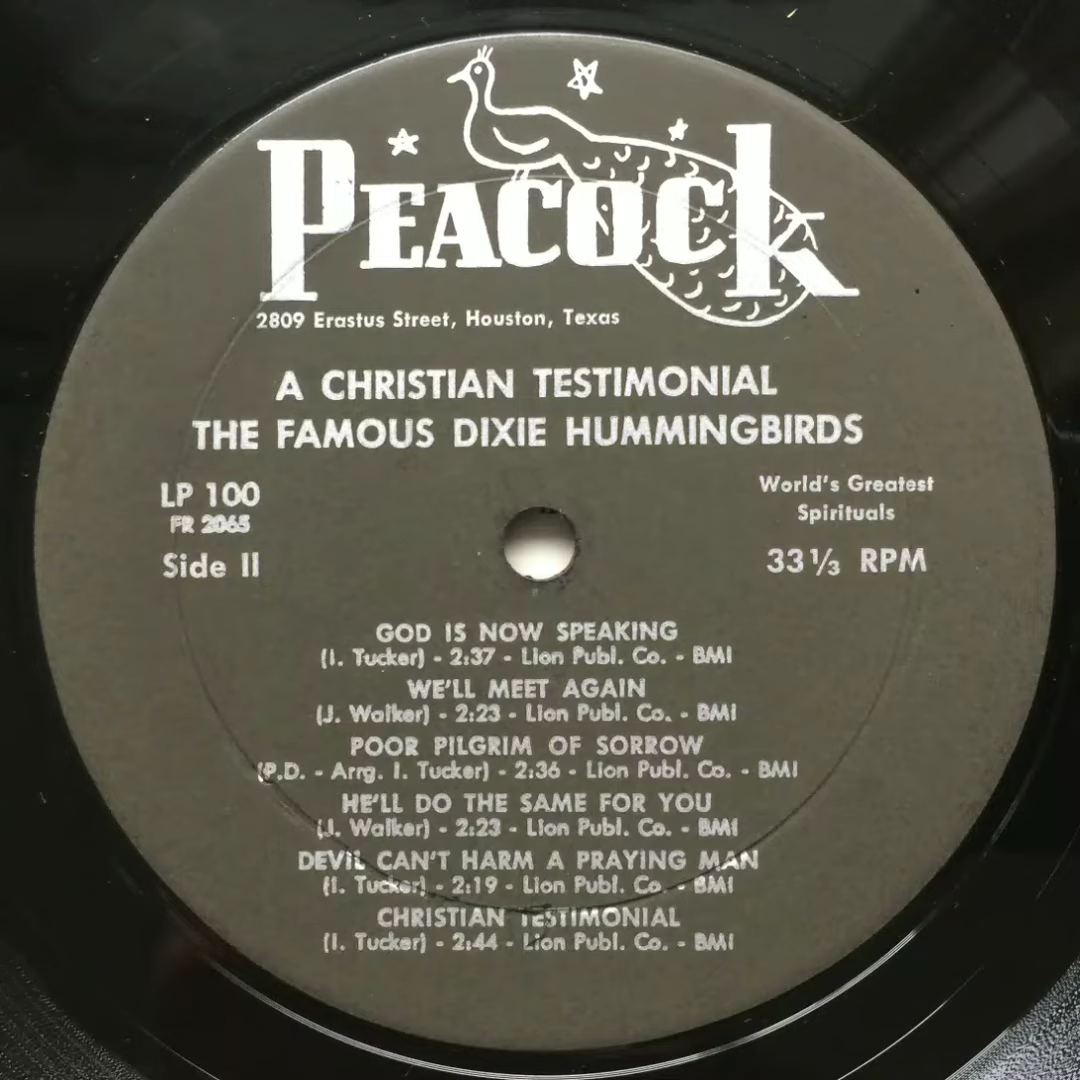 PEACOCK
2809 Erastus Street, Houston, Texas
A CHRISTIAN TESTIMONIAL
THE FAMOUS DIXIE HUMMINGBIRDS
LP 100
FR 2065
Side II
World's Greatest
Spirituals
33 1/3 RPM
GOD IS NOW SPEAKING
(I. Tucker) - 2:37 - Lion Publ. Co. - BMI
WE'LL MEET AGAIN
(J. Walker) - 2:23 - Lion Publ. Co. - BMI
POOR PILGRIM OF SORROW
(P.D. - Arrg. I. Tucker) - 2:36 - Lion Publ. Co. - BMI
HE'LL DO THE SAME FOR YOU
(J. Walker) - 2:23 - Lion Publ. Co. - BMI
DEVIL CAN'T HARM A PRAYING MAN
(I. Tucker) - 2:19 - Lion Publ. Co. - BMI
CHRISTIAN TESTIMONIAL
(I. Tucker) - 2:44 - Lion Publ. Co. - BMI